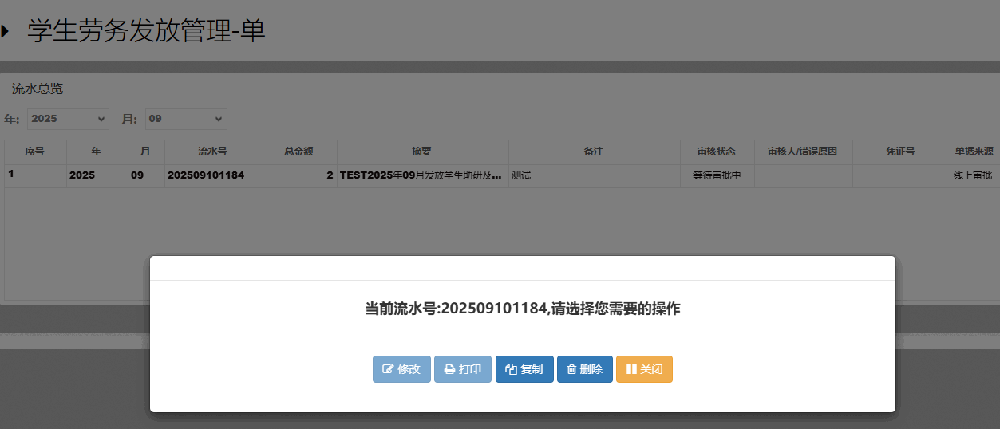 学生劳务发放管理-单
流水总览
年: 2025 月: 09
序号 年 月 流水号 总金额 摘要 备注 审核状态 审核人/错误原因 凭证号 单据来源
1 2025 09 202509101184 2 TEST2025年09月发放学生助研及... 测试 等待审批中 线上审批
当前流水号:202509101184,请选择您需要的操作
修改 打印 复制 删除 关闭